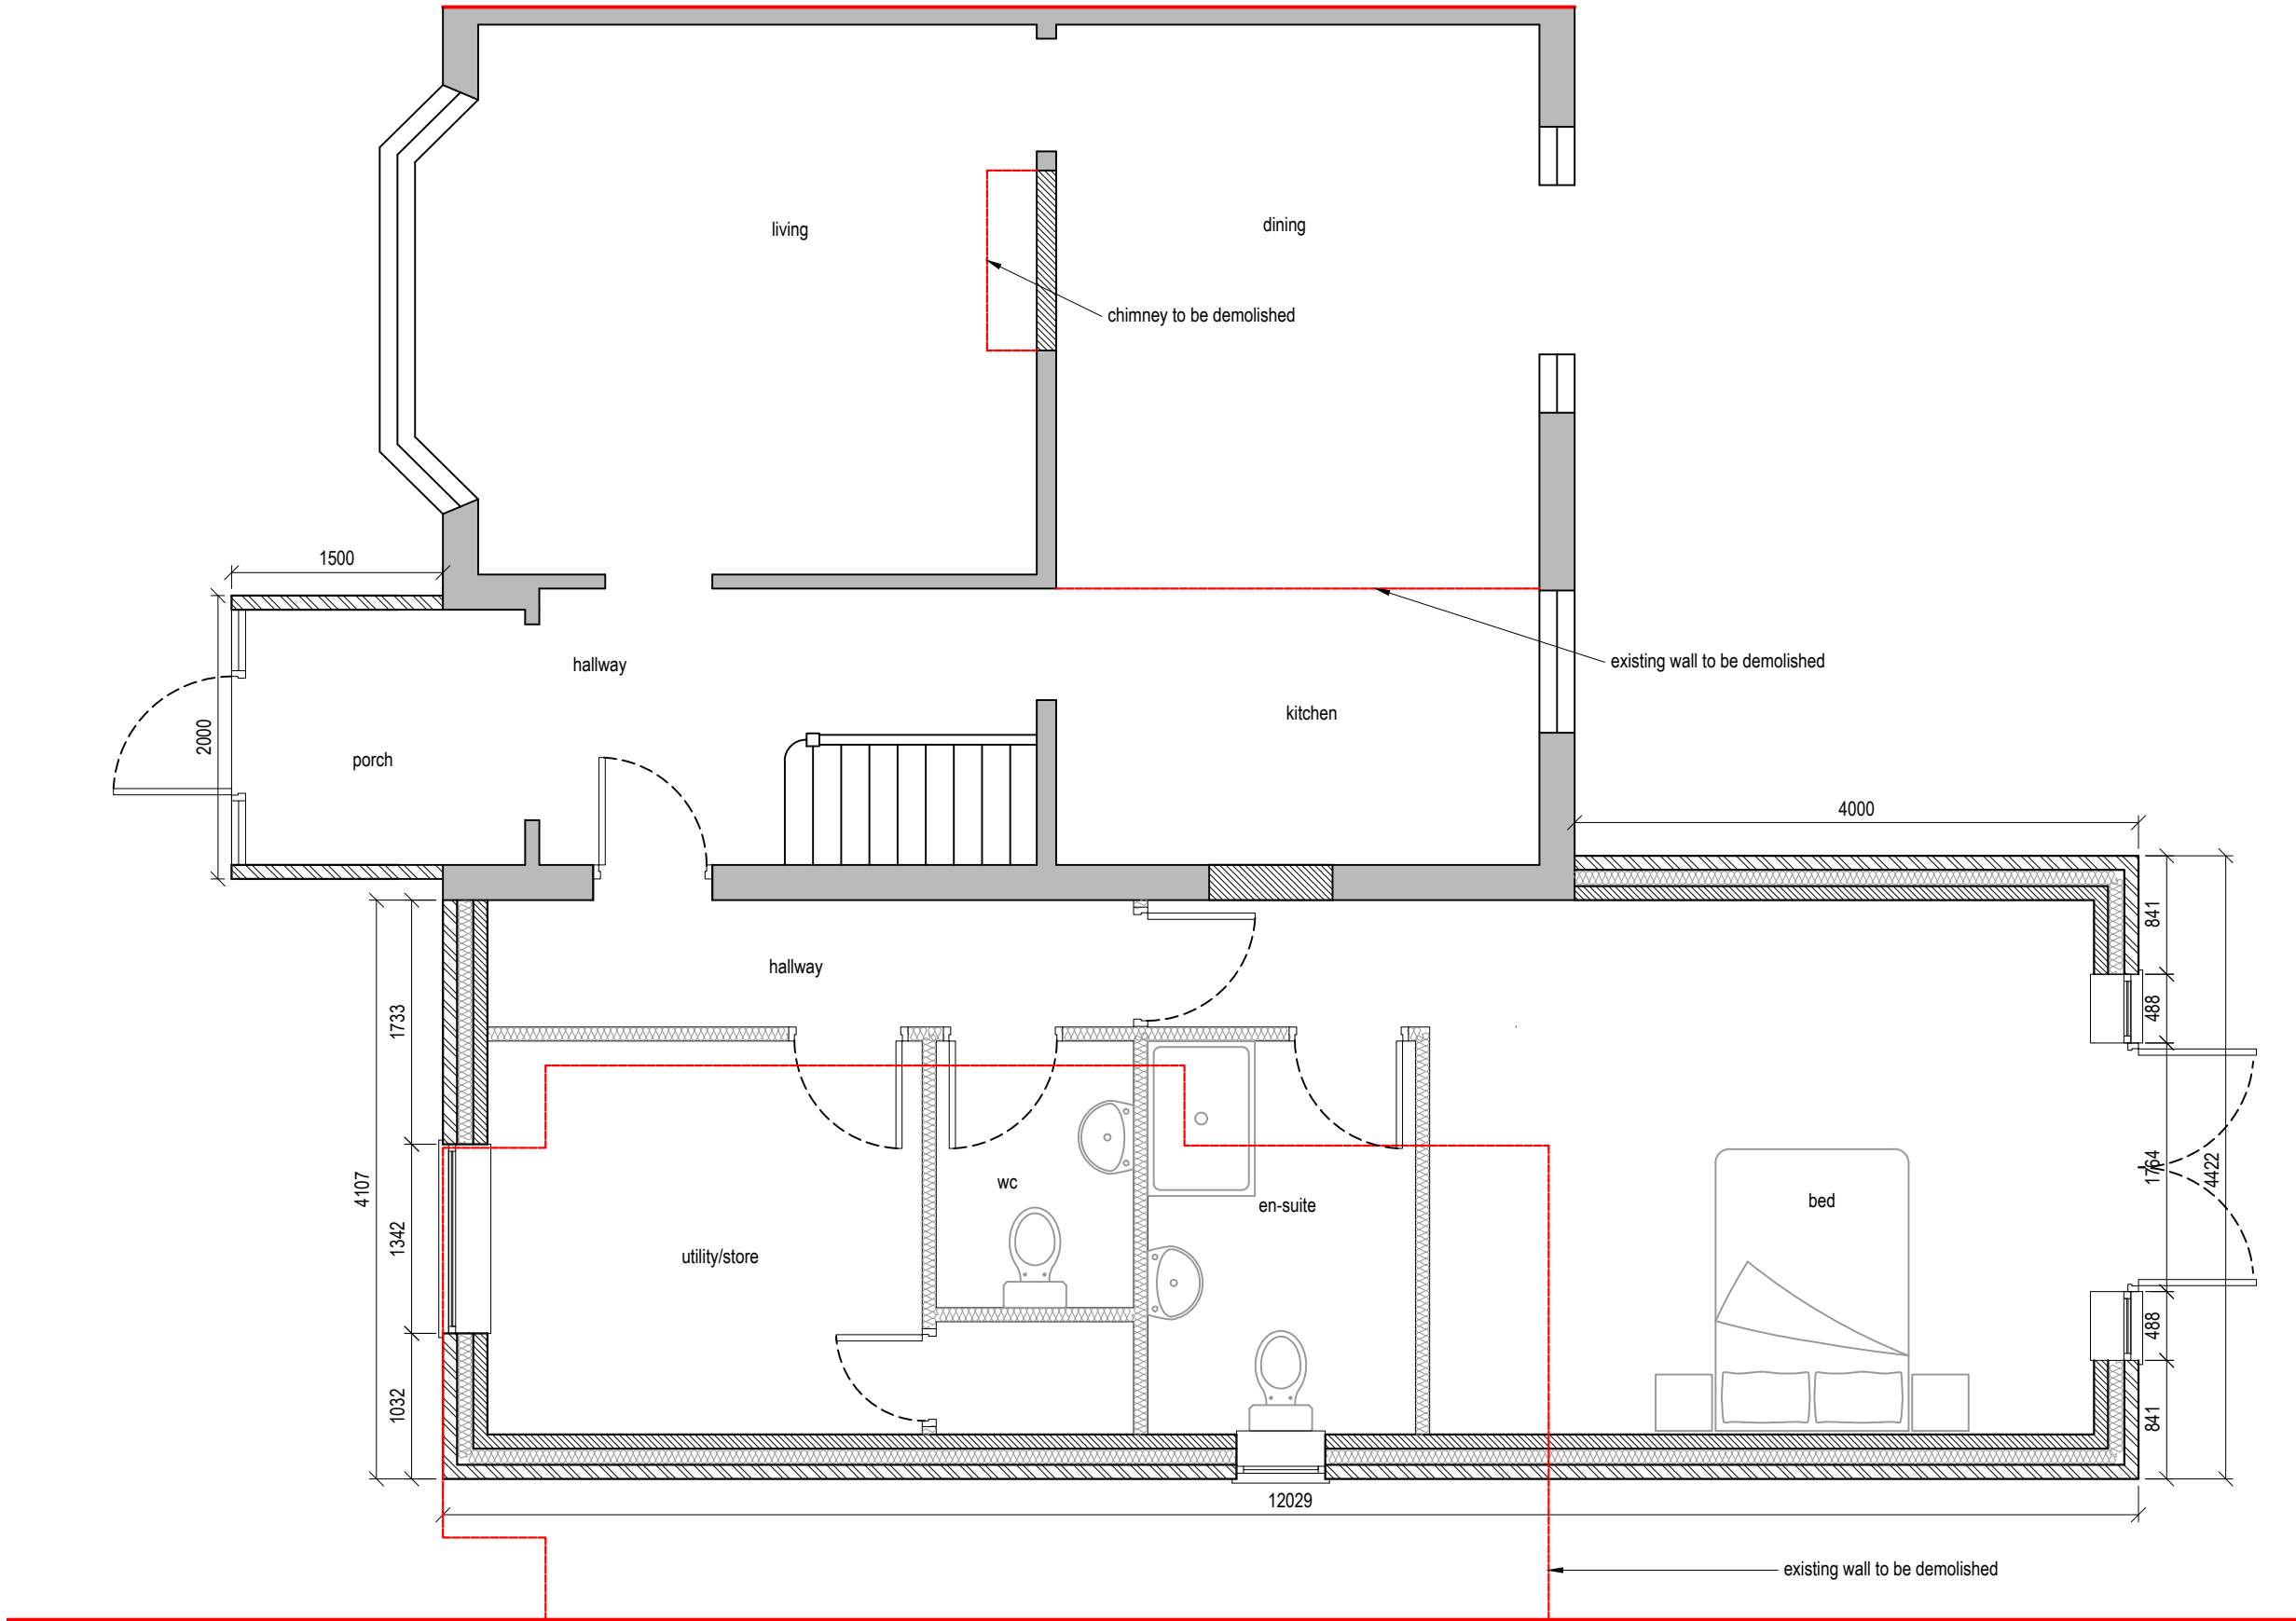 living
dining
chimney to be demolished
1500
hallway
existing wall to be demolished
2000
porch
kitchen
4000
841
hallway
1733
488
4107
1342
wc
en-suite
bed
1764
4422
utility/store
488
1032
841
12029
existing wall to be demolished